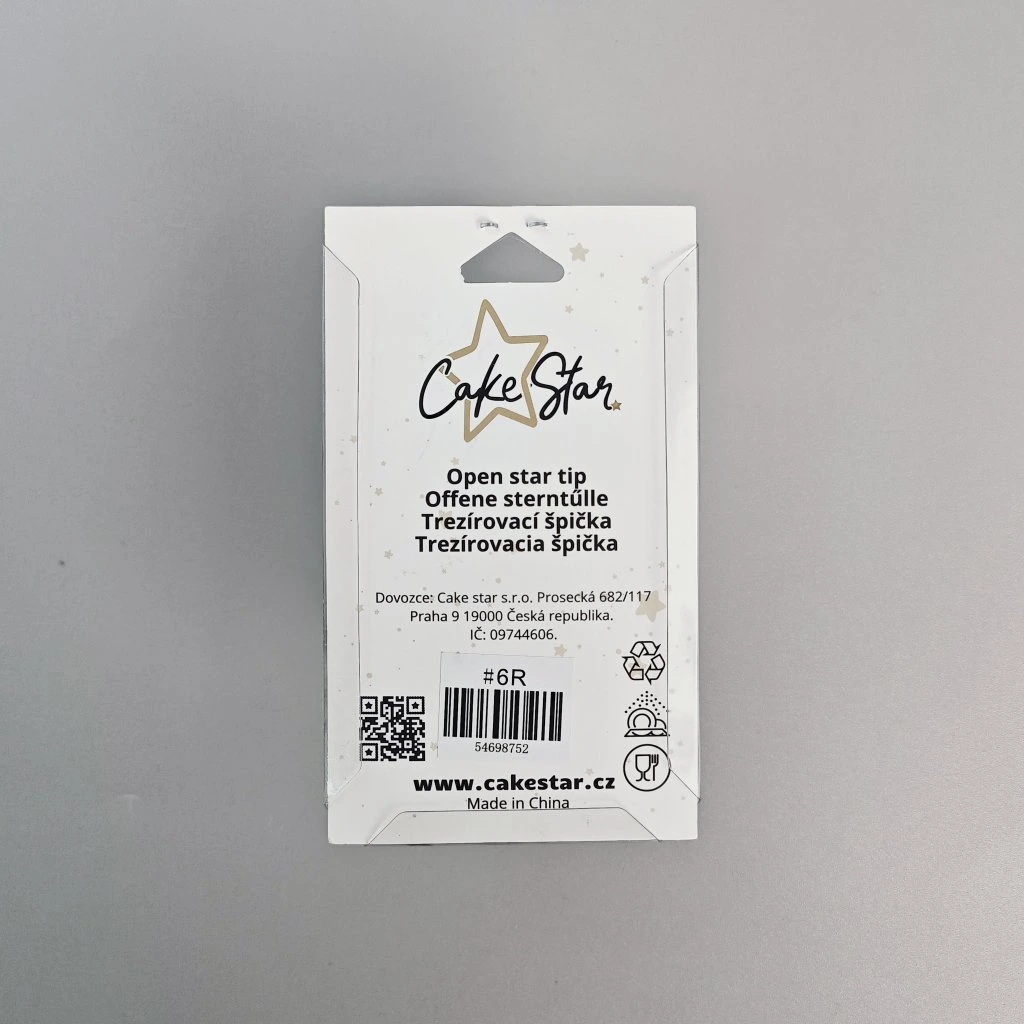 Cake Star
Open star tip
Offene sterntűlle
Trezírovací špička
Trezírovacia špička
Dovozce: Cake star s.r.o. Prosecká 682/117
Praha 9 19000 Česká republika.
IČ: 09744606.
#6R
54698752
www.cakestar.cz
Made in China